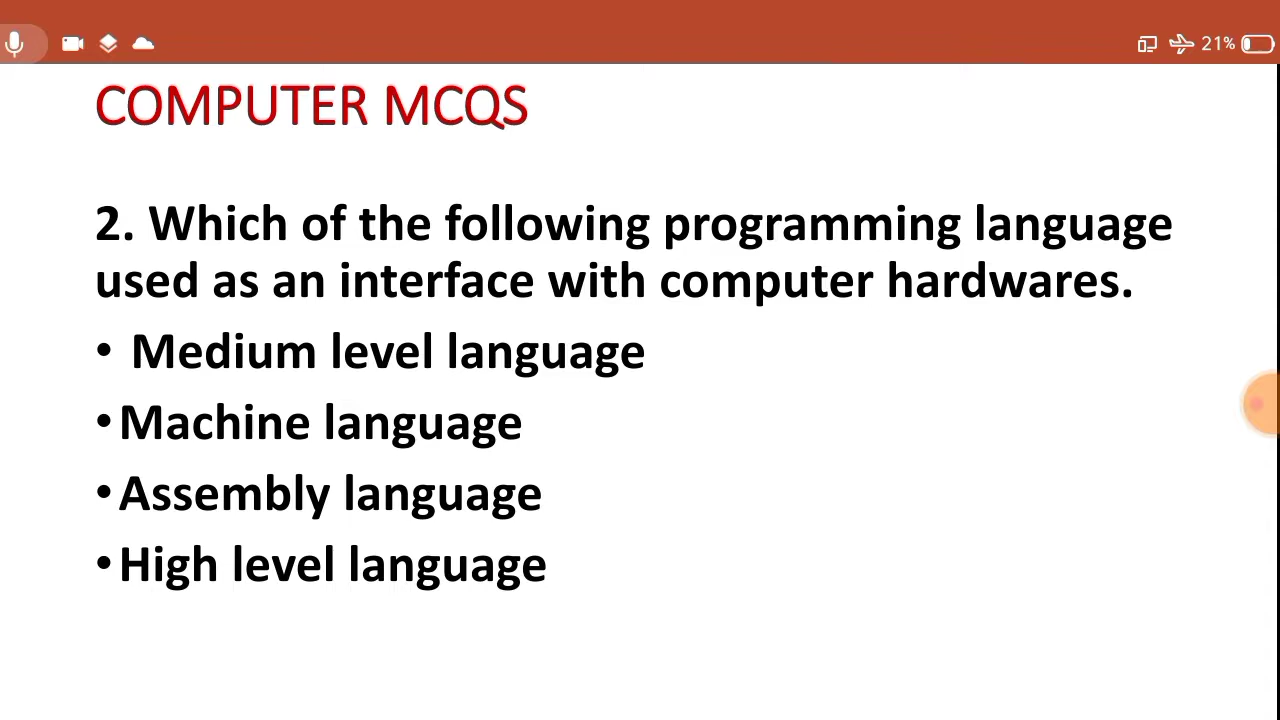 21%
COMPUTER MCQS
2. Which of the following programming language
used as an interface with computer hardwares.
• Medium level language
• Machine language
• Assembly language
• High level language